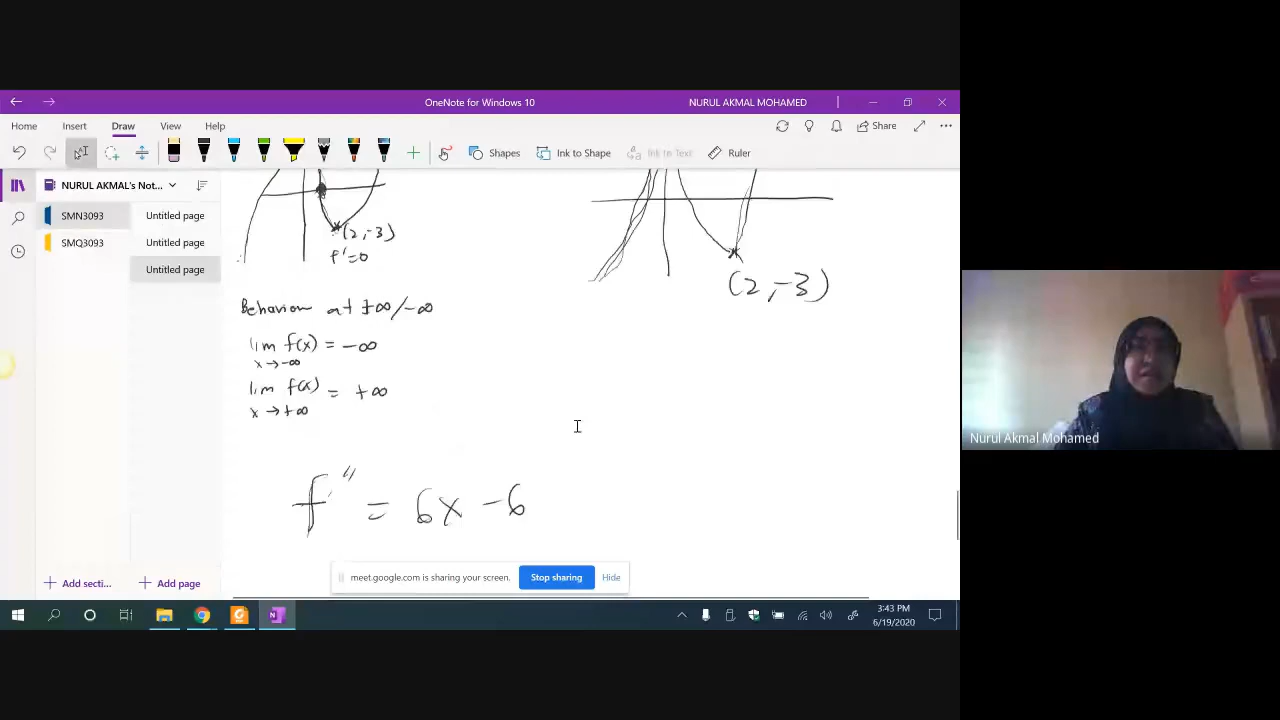 OneNote for Windows 10
NURUL AKMAL MOHAMED
Home Insert Draw View Help
Share
Shapes Ink to Shape Ink to Text Ruler
NURUL AKMAL's Not...
SMN3093
SMQ3093
Untitled page
Untitled page
Untitled page
(2,-3)
f'=0
(2,-3)
Behavior at +∞/-∞
lim f(x) = -∞
x→-∞
lim f(x) = +∞
x→+∞
f" = 6x -6
meet.google.com is sharing your screen. Stop sharing Hide
Add secti... Add page
3:43 PM
6/19/2020
Nurul Akmal Mohamed